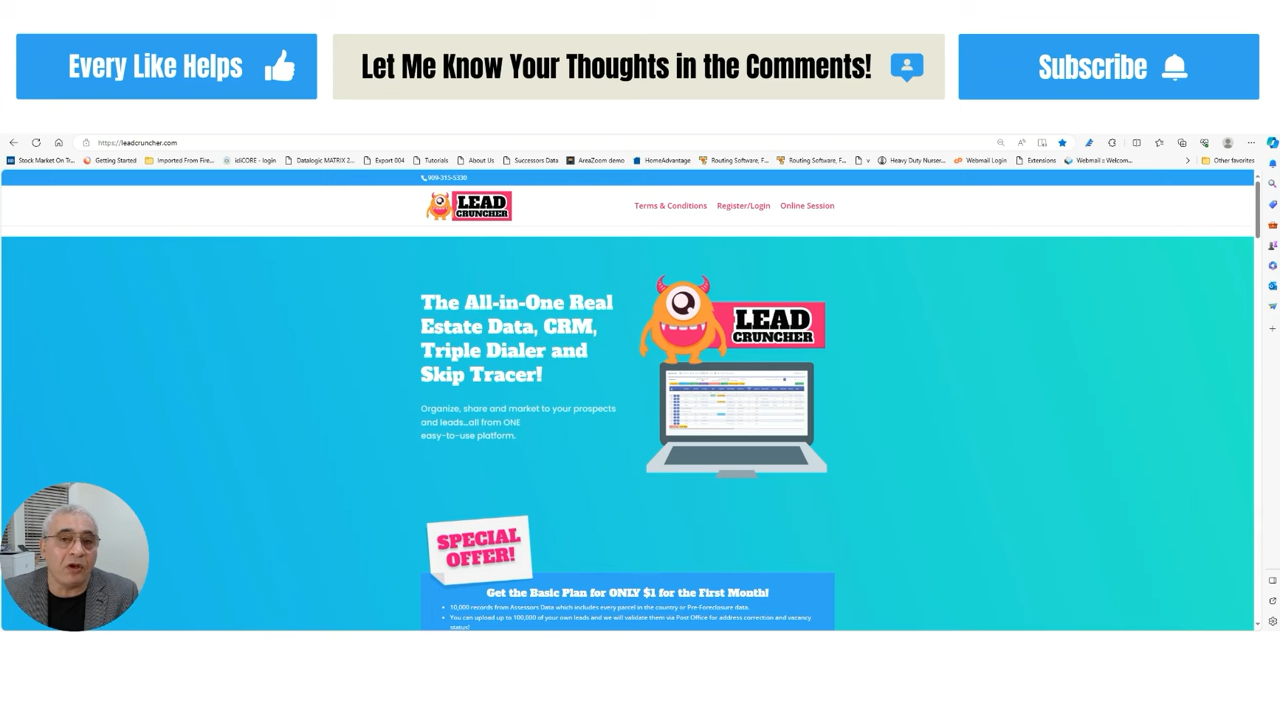 Every Like Helps
Let Me Know Your Thoughts in the Comments!
Subscribe
https://leadcruncher.com
Stock Market On Tr...
Getting Started
Imported From Fire...
idiCORE - login
Datalogic MATRIX 2...
Export 004
Tutorials
About Us
Successors Data
AreaZoom demo
HomeAdvantage
Routing Software, F...
Routing Software, F...
v
Heavy Duty Nurser...
Webmail Login
Extensions
Webmail :: Welcom...
Other favorites
909-315-5330
LEAD
CRUNCHER
Terms & Conditions
Register/Login
Online Session
The All-in-One Real
Estate Data, CRM,
Triple Dialer and
Skip Tracer!
LEAD
CRUNCHER
Organize, share and market to your prospects
and leads...all from ONE
easy-to-use platform.
SPECIAL
OFFER!
Get the Basic Plan for ONLY $1 for the First Month!
10,000 records from Assessors Data which includes every parcel in the country or Pre-Foreclosure data.
You can upload up to 100,000 of your own leads and we will validate them via Post Office for address correction and vacancy
status!